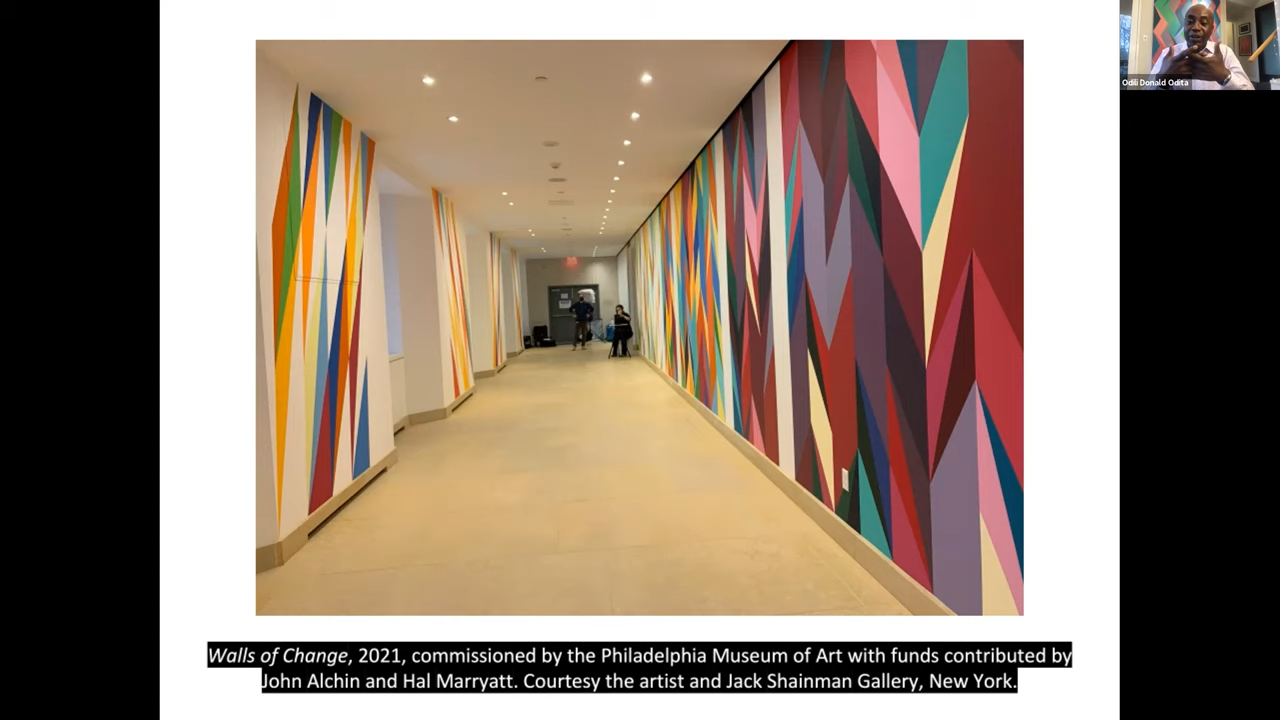 Odili Donald Odita
Walls of Change, 2021, commissioned by the Philadelphia Museum of Art with funds contributed by
John Alchin and Hal Marryatt. Courtesy the artist and Jack Shainman Gallery, New York.